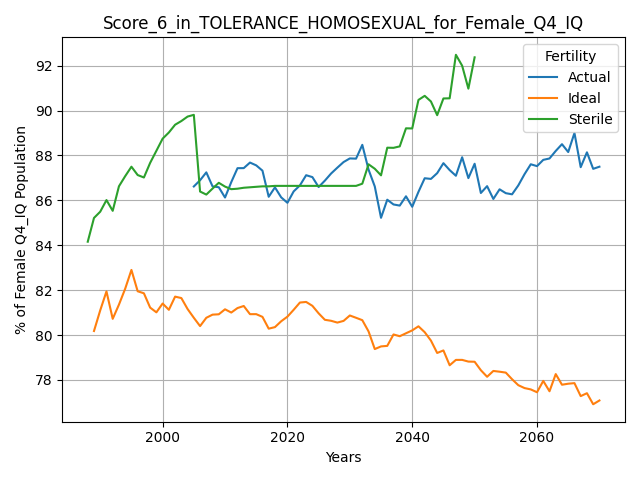 Score_6_in_TOLERANCE_HOMOSEXUAL_for_Female_Q4_IQ
Fertility
Actual
Ideal
Sterile
% of Female Q4_IQ Population
92
90
88
86
84
82
80
78
2000
2020
2040
2060
Years